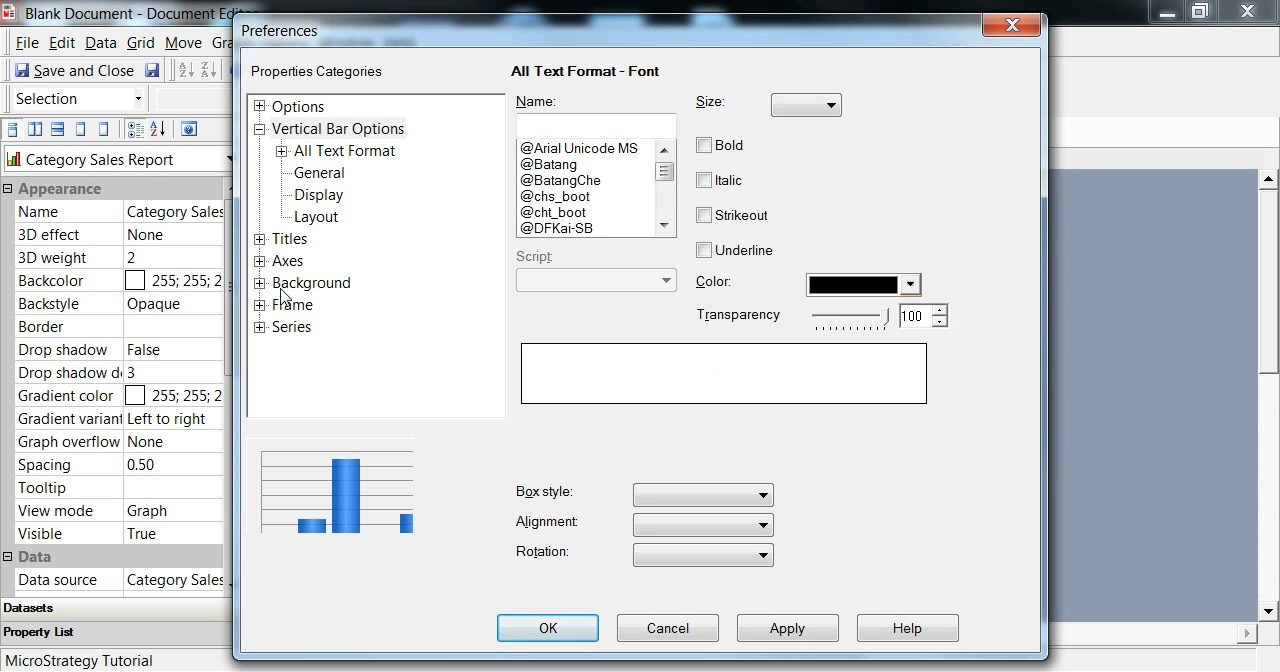 Blank Document - Document Edit
Preferences
File Edit Data Grid Move Gra
Save and Close
Selection
Category Sales Report
Appearance
Name Category Sales
3D effect None
3D weight 2
Backcolor 255; 255; 2
Backstyle Opaque
Border
Drop shadow False
Drop shadow d 3
Gradient color 255; 255; 2
Gradient variant Left to right
Graph overflow None
Spacing 0.50
Tooltip
View mode Graph
Visible True
Data
Data source Category Sales
Datasets
Property List
MicroStrategy Tutorial
Properties Categories
Options
Vertical Bar Options
All Text Format
General
Display
Layout
Titles
Axes
Background
Frame
Series
All Text Format - Font
Name:
@Arial Unicode MS
@Batang
@BatangChe
@chs_boot
@cht_boot
@DFKai-SB
Script:
Size:
Bold
Italic
Strikeout
Underline
Color:
Transparency 100
Box style:
Alignment:
Rotation:
OK Cancel Apply Help